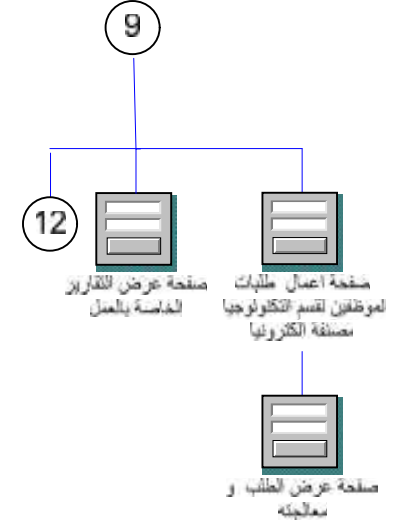 9
12
صفحة عرض التقارير
الخاصة بالعمل
صفحة اعمال طلبات
لموظفين لقسم التكنولوجيا
مصنفة الكترونيا
صفحة عرض الطلب و
معالجته